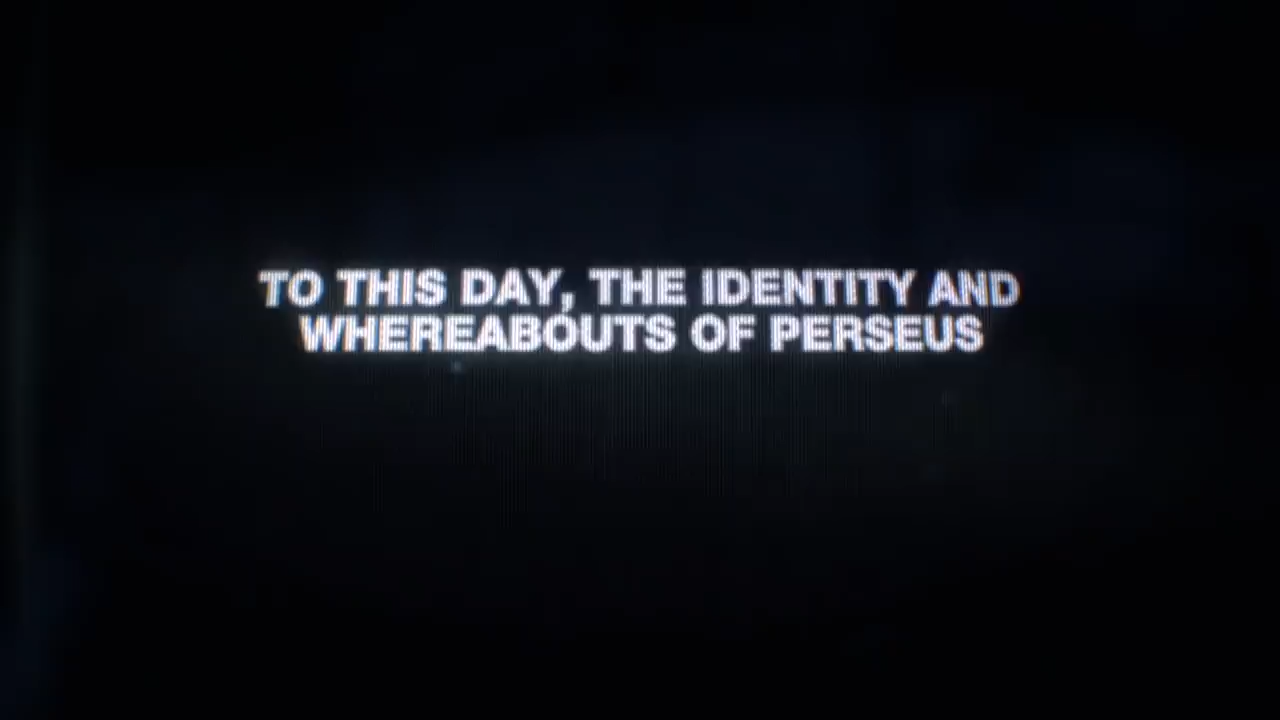 TO THIS DAY, THE IDENTITY AND
WHEREABOUTS OF PERSEUS